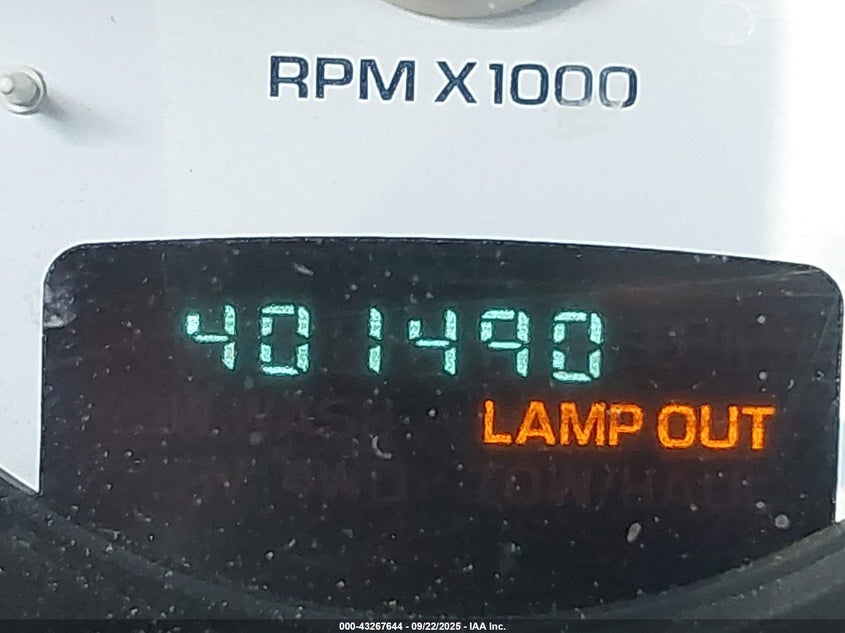 RPM X1000
401490
LAMP OUT
000-43267644 - 09/22/2025 - IAA Inc.